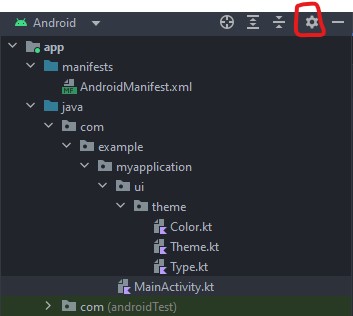 Android
app
manifests
AndroidManifest.xml
java
com
example
myapplication
ui
theme
Color.kt
Theme.kt
Type.kt
MainActivity.kt
com (androidTest)